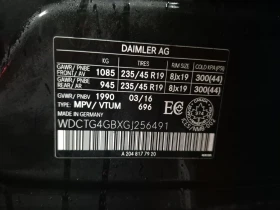 DAIMLER AG
GAWR/PNBE TIRES RIMS COLD KPA (PSI)
FRONT/AV 1085 235/45 R19 8Jx19 300(44)
GAWR/PNBE
REAR/AR 945 235/45 R19 8Jx19 300(44)
GVWR/PNBV 1990 03/16
TYPE: MPV/ VTUM 696 EC
WDCTG4GBXGJ256491
MADE IN GERMANY
A 204 817 79 20